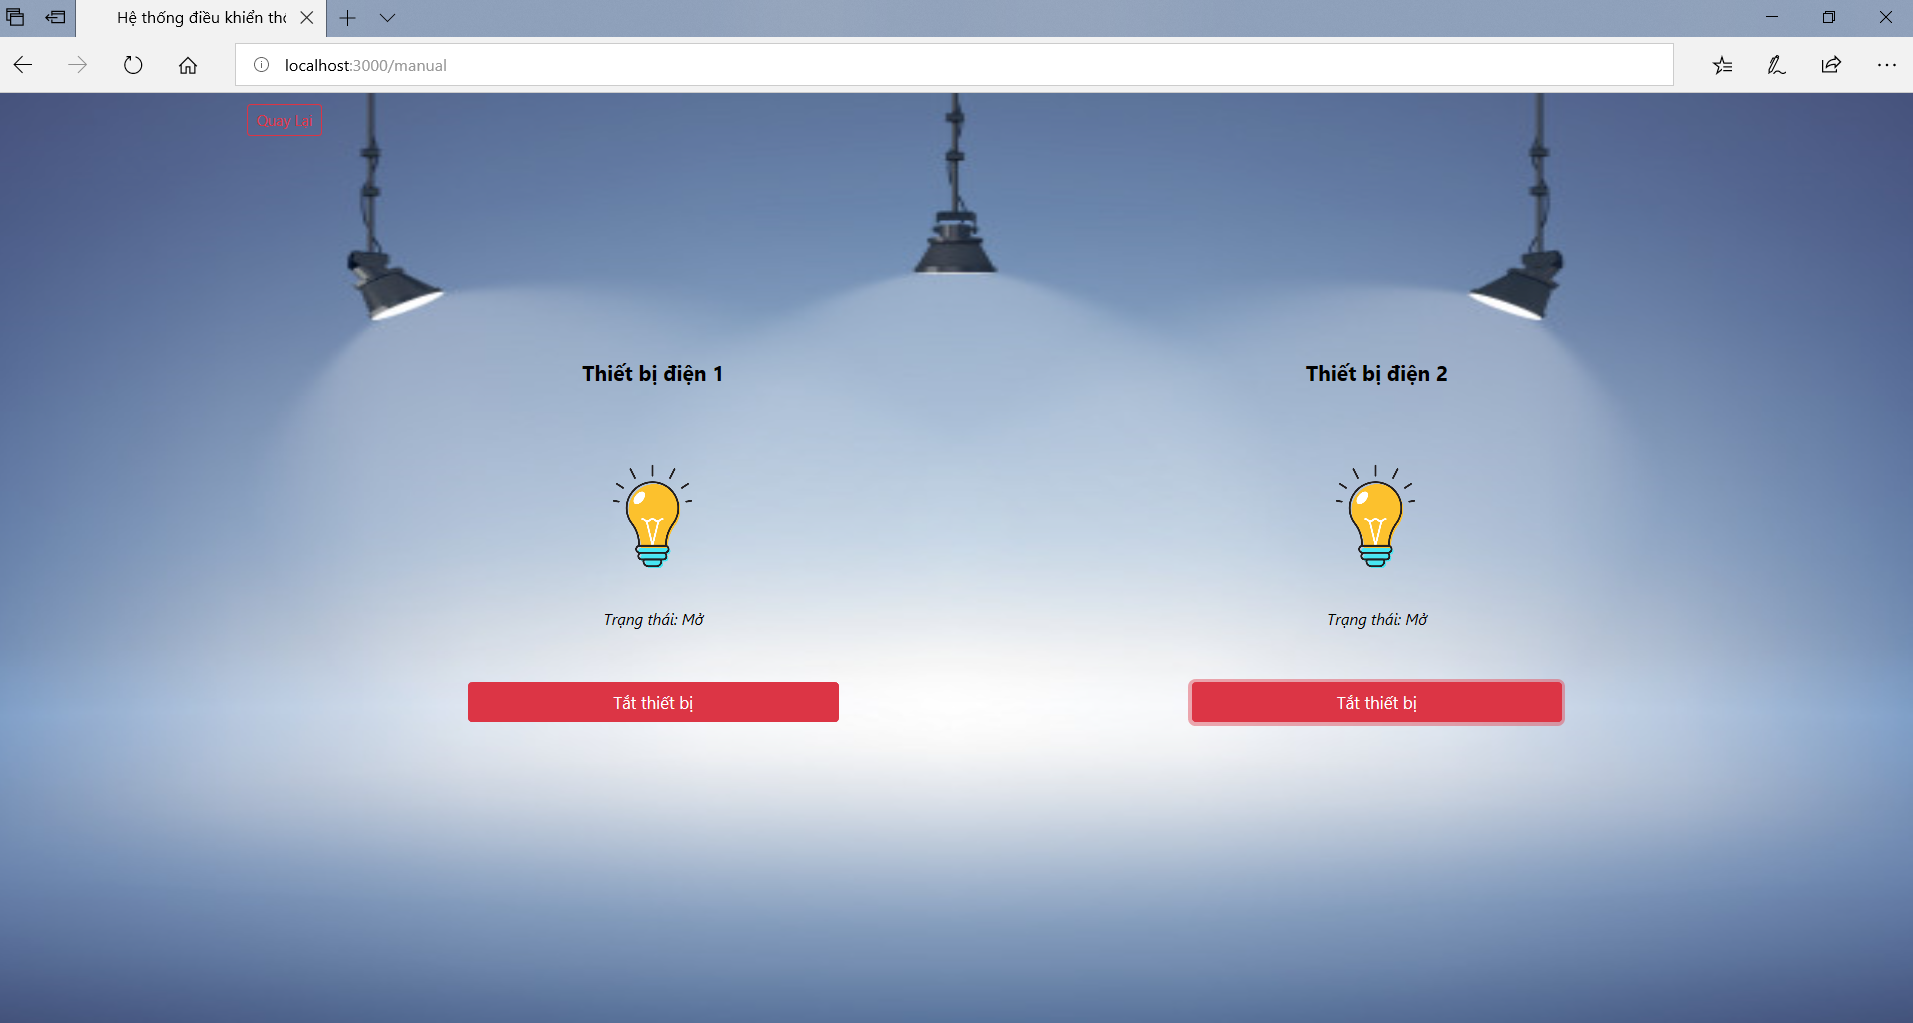 Hệ thống điều khiển thô
localhost:3000/manual
Quay Lại
Thiết bị điện 1
Thiết bị điện 2
Trạng thái: Mở
Trạng thái: Mở
Tắt thiết bị
Tắt thiết bị